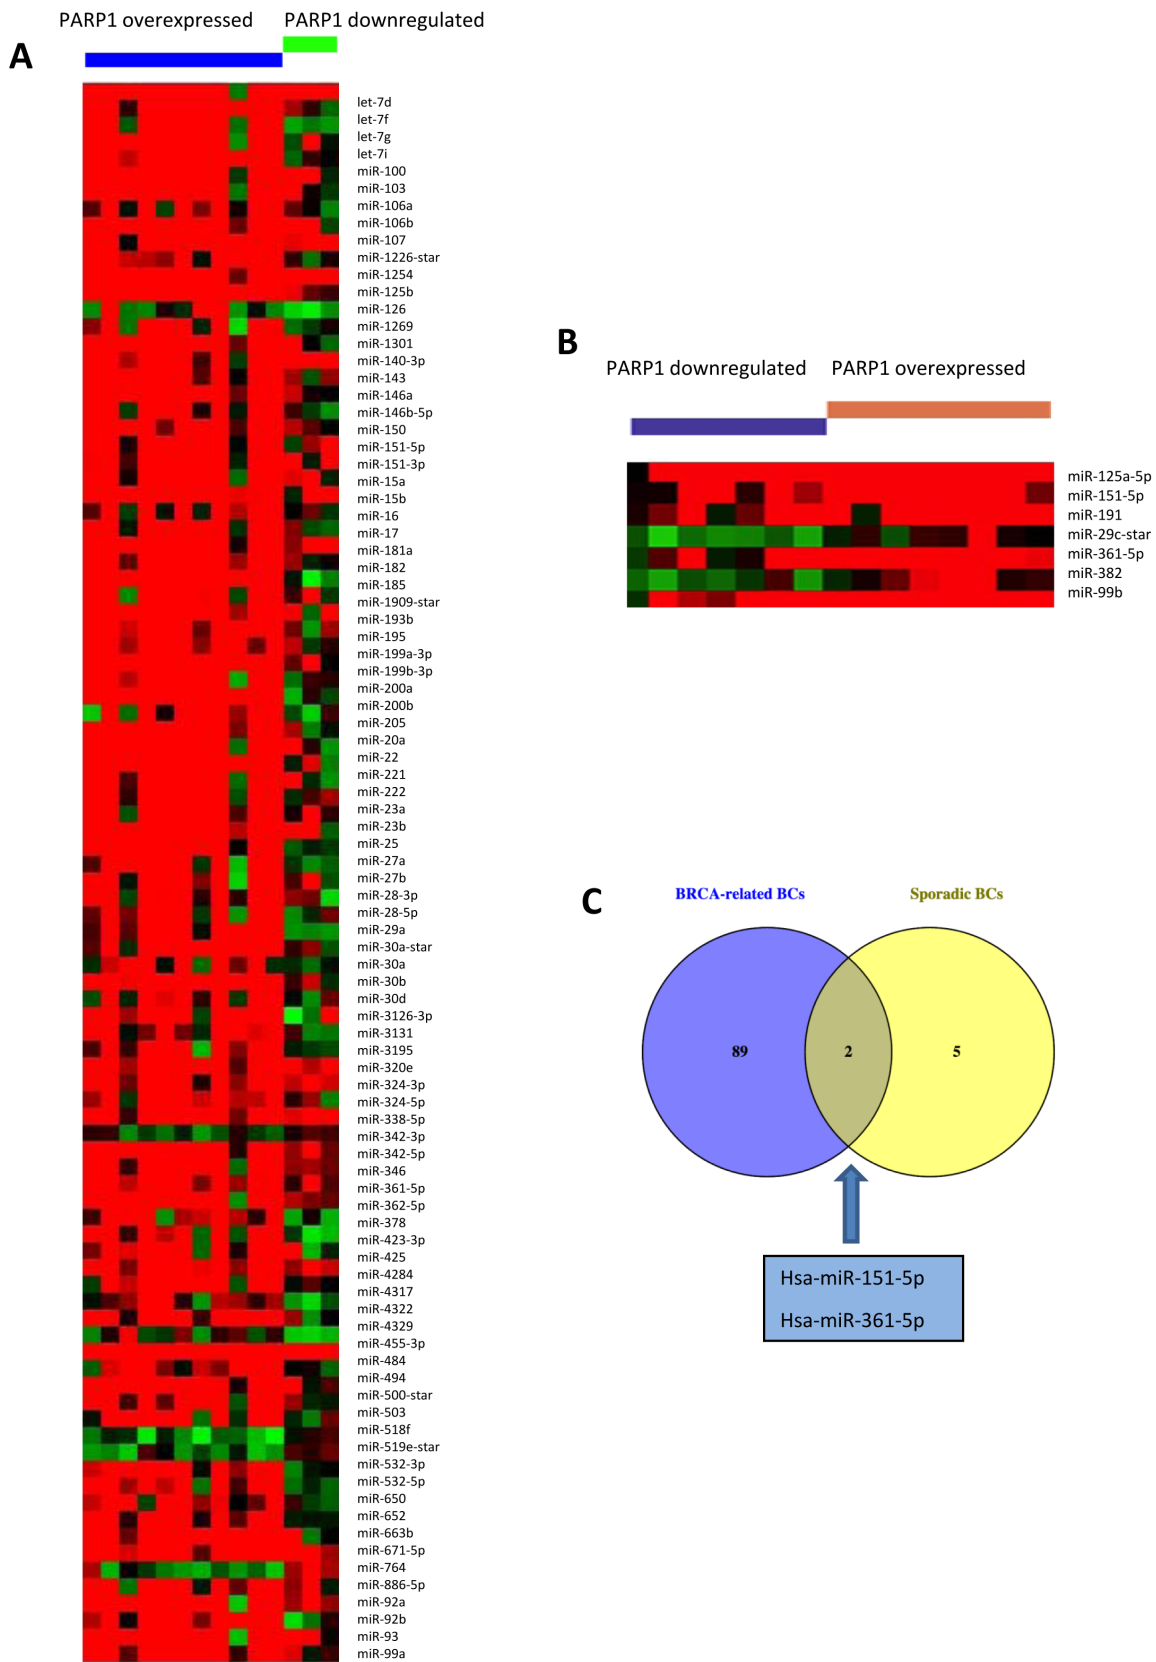 PARP1 overexpressed
PARP1 downregulated
A
let-7d
let-7f
let-7g
let-7i
miR-100
miR-103
miR-106a
miR-106b
miR-107
miR-1226-star
miR-1254
miR-125b
miR-126
miR-1269
miR-1301
miR-140-3p
miR-143
miR-146a
miR-146b-5p
miR-150
miR-151-5p
miR-151-3p
miR-15a
miR-15b
miR-16
miR-17
miR-181a
miR-182
miR-185
miR-1909-star
miR-193b
miR-195
miR-199a-3p
miR-199b-3p
miR-200a
miR-200b
miR-205
miR-20a
miR-22
miR-221
miR-222
miR-23a
miR-23b
miR-25
miR-27a
miR-27b
miR-28-3p
miR-28-5p
miR-29a
miR-30a-star
miR-30a
miR-30b
miR-30d
miR-3126-3p
miR-3131
miR-3195
miR-320e
miR-324-3p
miR-324-5p
miR-338-5p
miR-342-3p
miR-342-5p
miR-346
miR-361-5p
miR-362-5p
miR-378
miR-423-3p
miR-425
miR-4284
miR-4317
miR-4322
miR-4329
miR-455-3p
miR-484
miR-494
miR-500-star
miR-503
miR-518f
miR-519e-star
miR-532-3p
miR-532-5p
miR-650
miR-652
miR-663b
miR-671-5p
miR-764
miR-886-5p
miR-92a
miR-92b
miR-93
miR-99a
B
PARP1 downregulated
PARP1 overexpressed
miR-125a-5p
miR-151-5p
miR-191
miR-29c-star
miR-361-5p
miR-382
miR-99b
C
BRCA-related BCs
Sporadic BCs
89
2
5
Hsa-miR-151-5p
Hsa-miR-361-5p